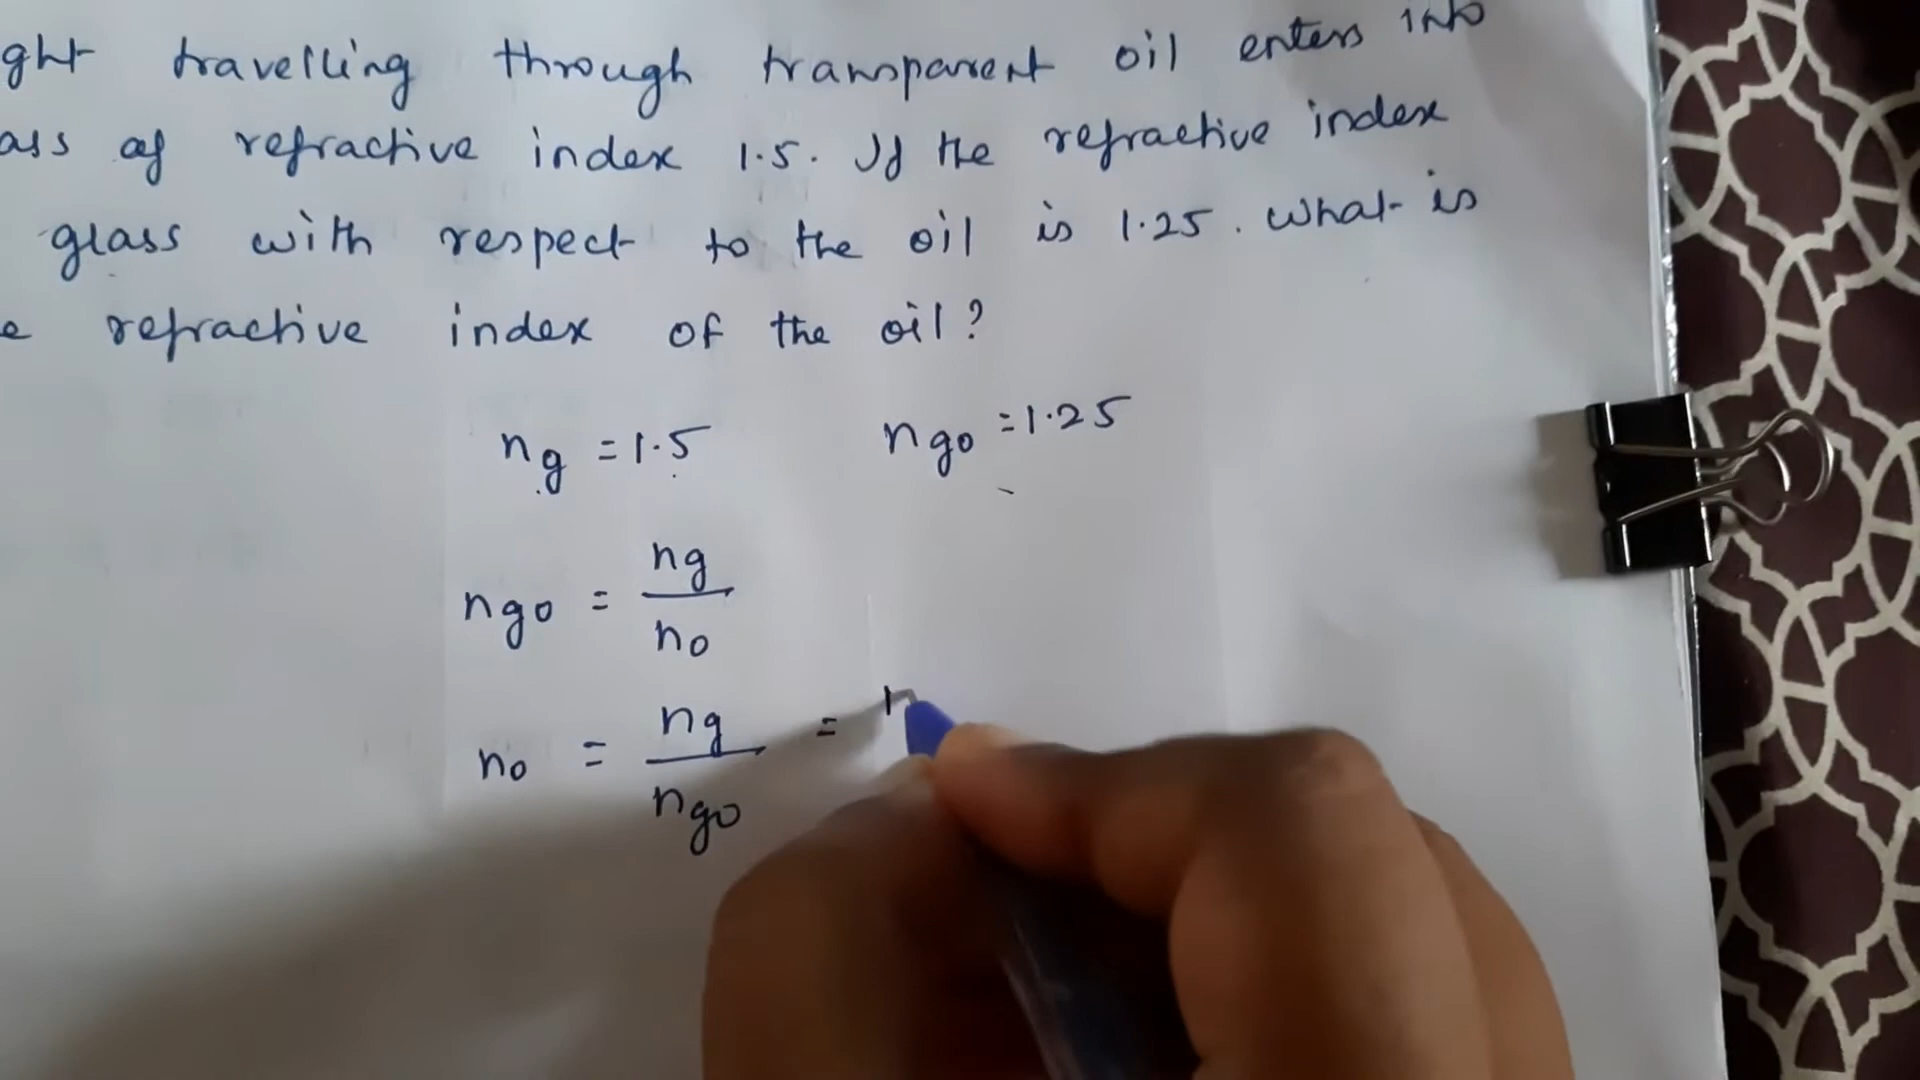 ght travelling through transparent oil enters into
ass of refractive index 1.5. If the refractive index
glass with respect to the oil is 1.25. What is
e refractive index of the oil?
ng = 1.5 ngo = 1.25
ngo = ng / no
no = ng / ngo = 1